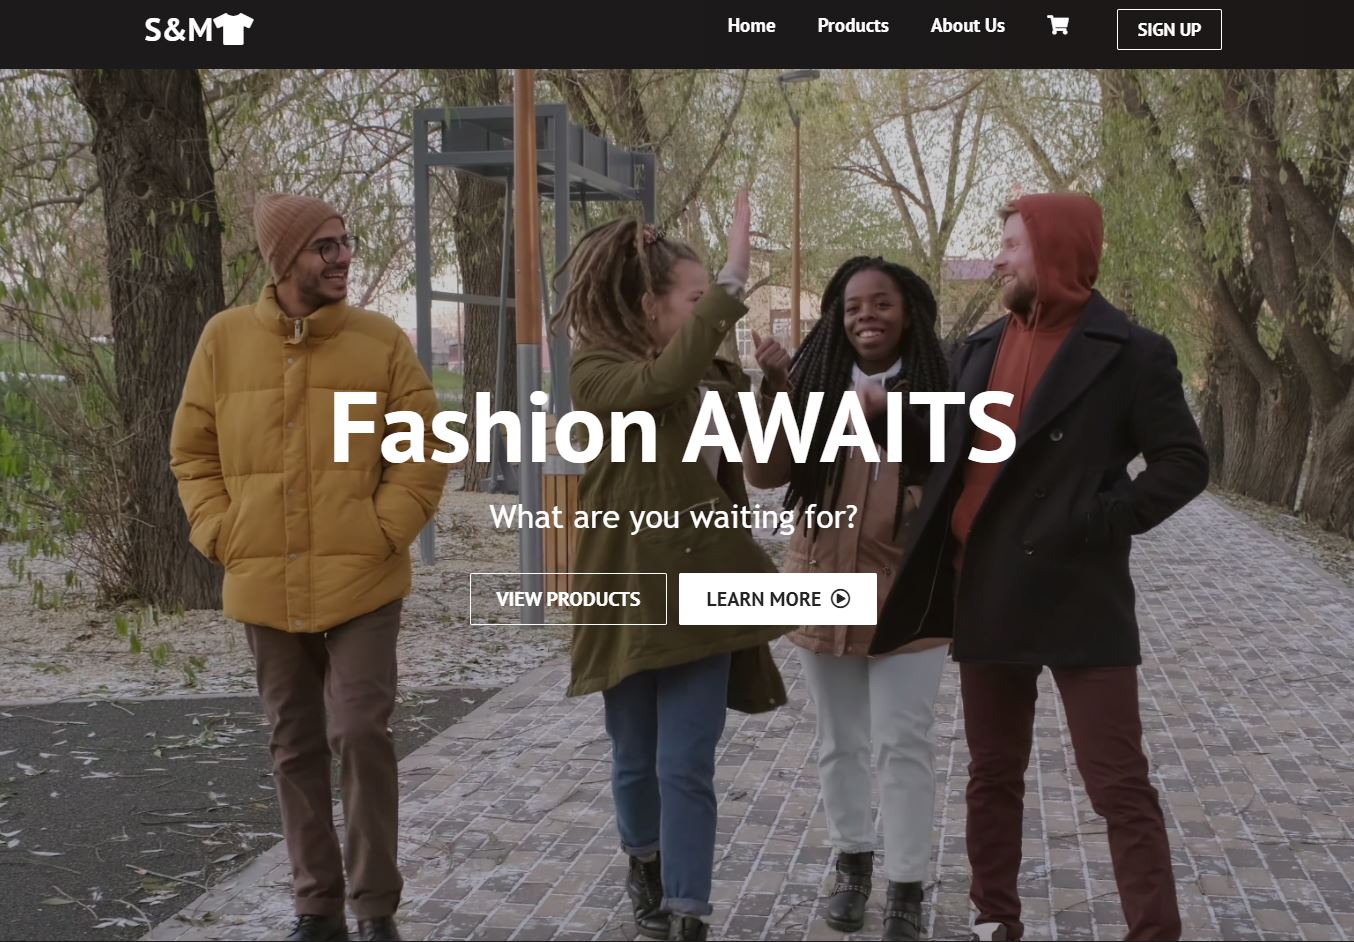 S&M
Home
Products
About Us
SIGN UP
Fashion AWAITS
What are you waiting for?
VIEW PRODUCTS
LEARN MORE